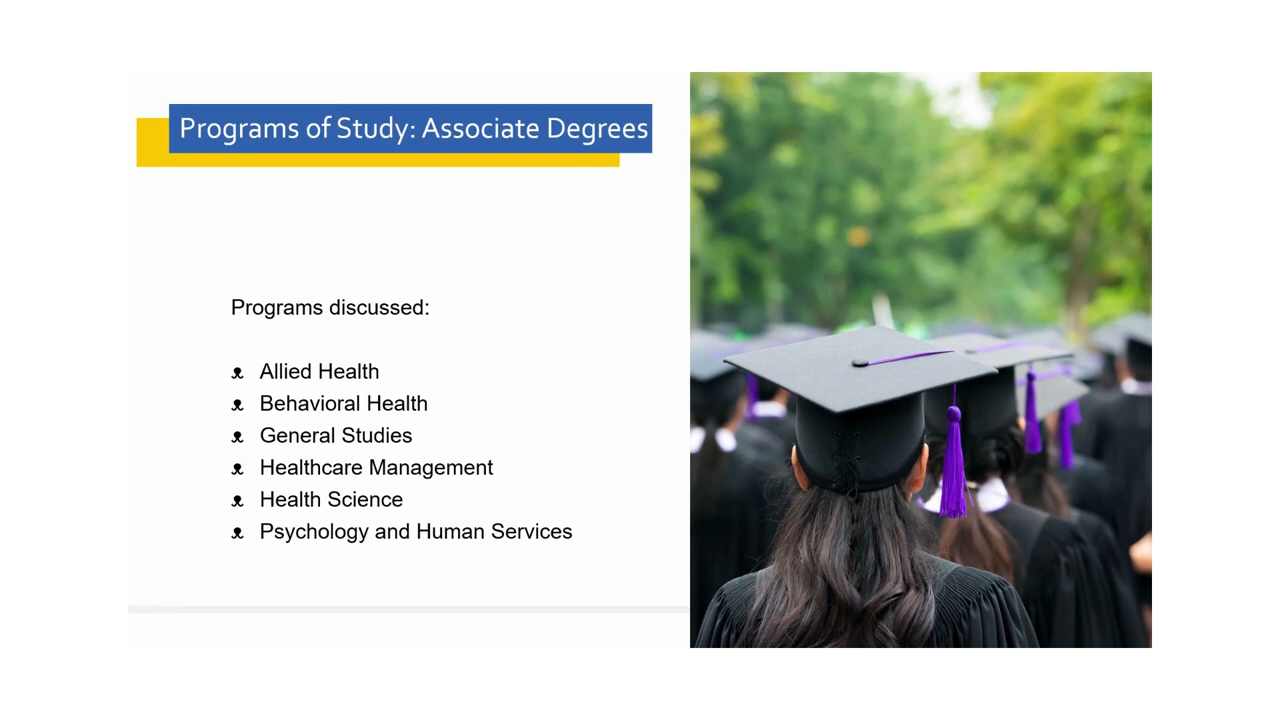 Programs of Study: Associate Degrees
Programs discussed:
Allied Health
Behavioral Health
General Studies
Healthcare Management
Health Science
Psychology and Human Services